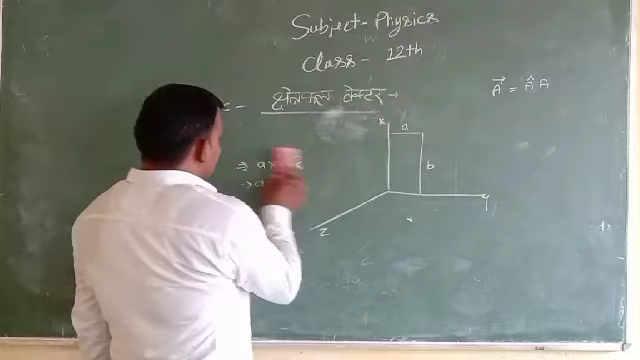 Subject- Physics
Class - 12th
क्षेत्रफल वेक्टर →
A⃗ = Â A
x
a
b
y
z